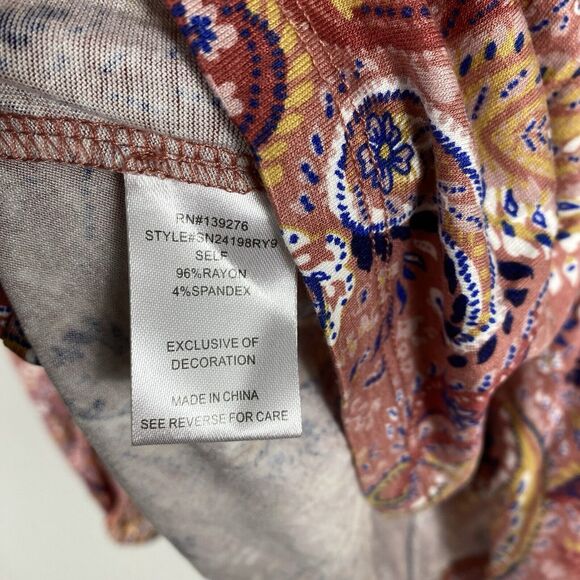 RN#139276
STYLE#SN24198RY9
SELF
96%RAYON
4%SPANDEX
EXCLUSIVE OF
DECORATION
MADE IN CHINA
SEE REVERSE FOR CARE